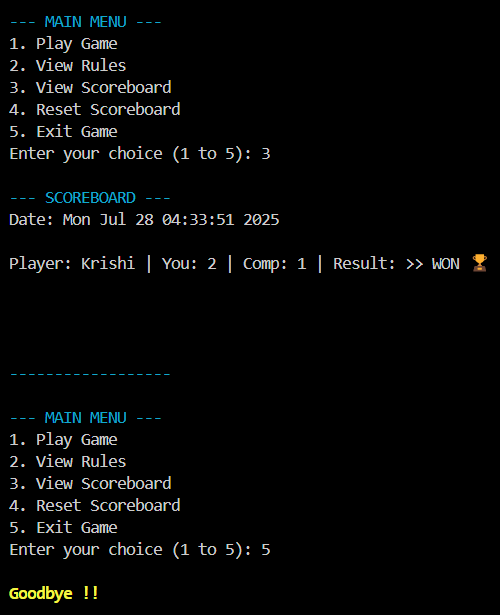 --- MAIN MENU ---
1. Play Game
2. View Rules
3. View Scoreboard
4. Reset Scoreboard
5. Exit Game
Enter your choice (1 to 5): 3
--- SCOREBOARD ---
Date: Mon Jul 28 04:33:51 2025
Player: Krishi | You: 2 | Comp: 1 | Result: >> WON 🏆
------------------
--- MAIN MENU ---
1. Play Game
2. View Rules
3. View Scoreboard
4. Reset Scoreboard
5. Exit Game
Enter your choice (1 to 5): 5
Goodbye !!